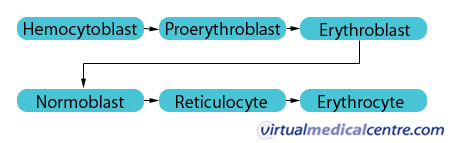 Hemocytoblast Proerythroblast Erythroblast
Normoblast Reticulocyte Erythrocyte
virtualmedicalcentre.com